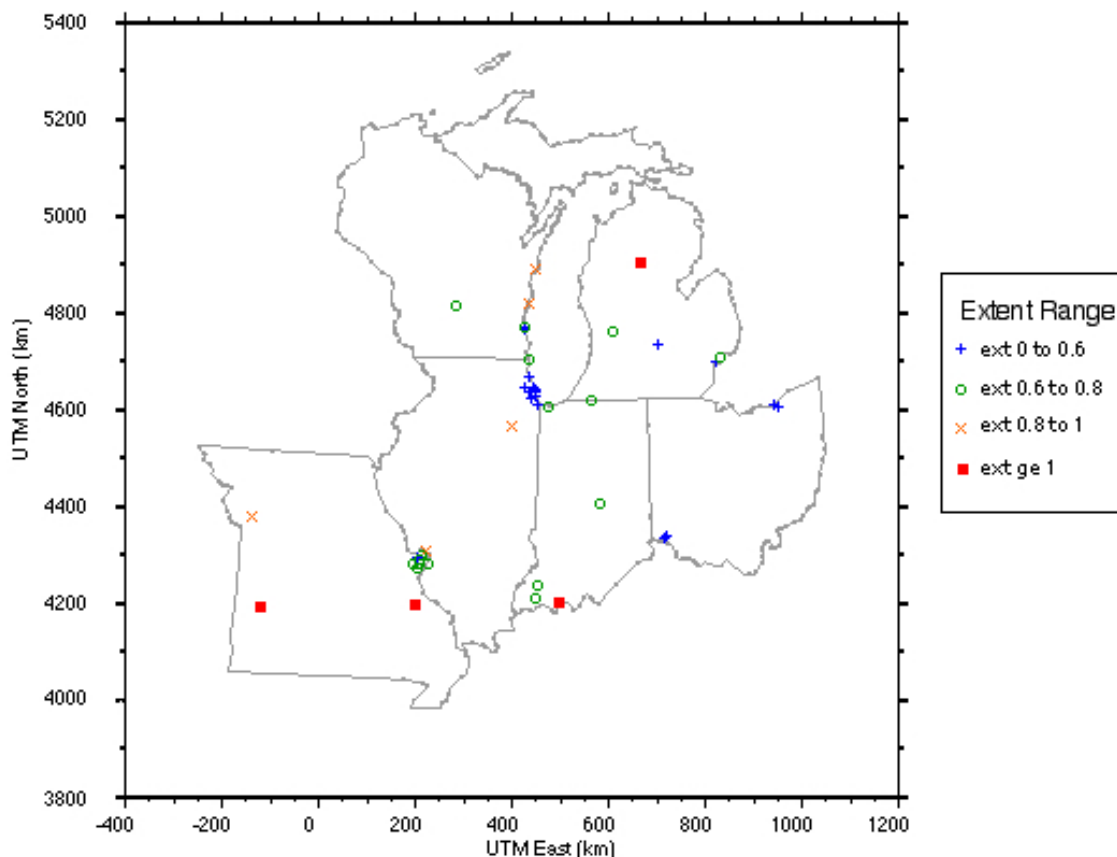 5400
5200
5000
4800
4600
4400
4200
4000
3800
UTM North (km)
-400 -200 0 200 400 600 800 1000 1200
UTM East (km)
Extent Range
ext 0 to 0.6
ext 0.6 to 0.8
ext 0.8 to 1
ext ge 1